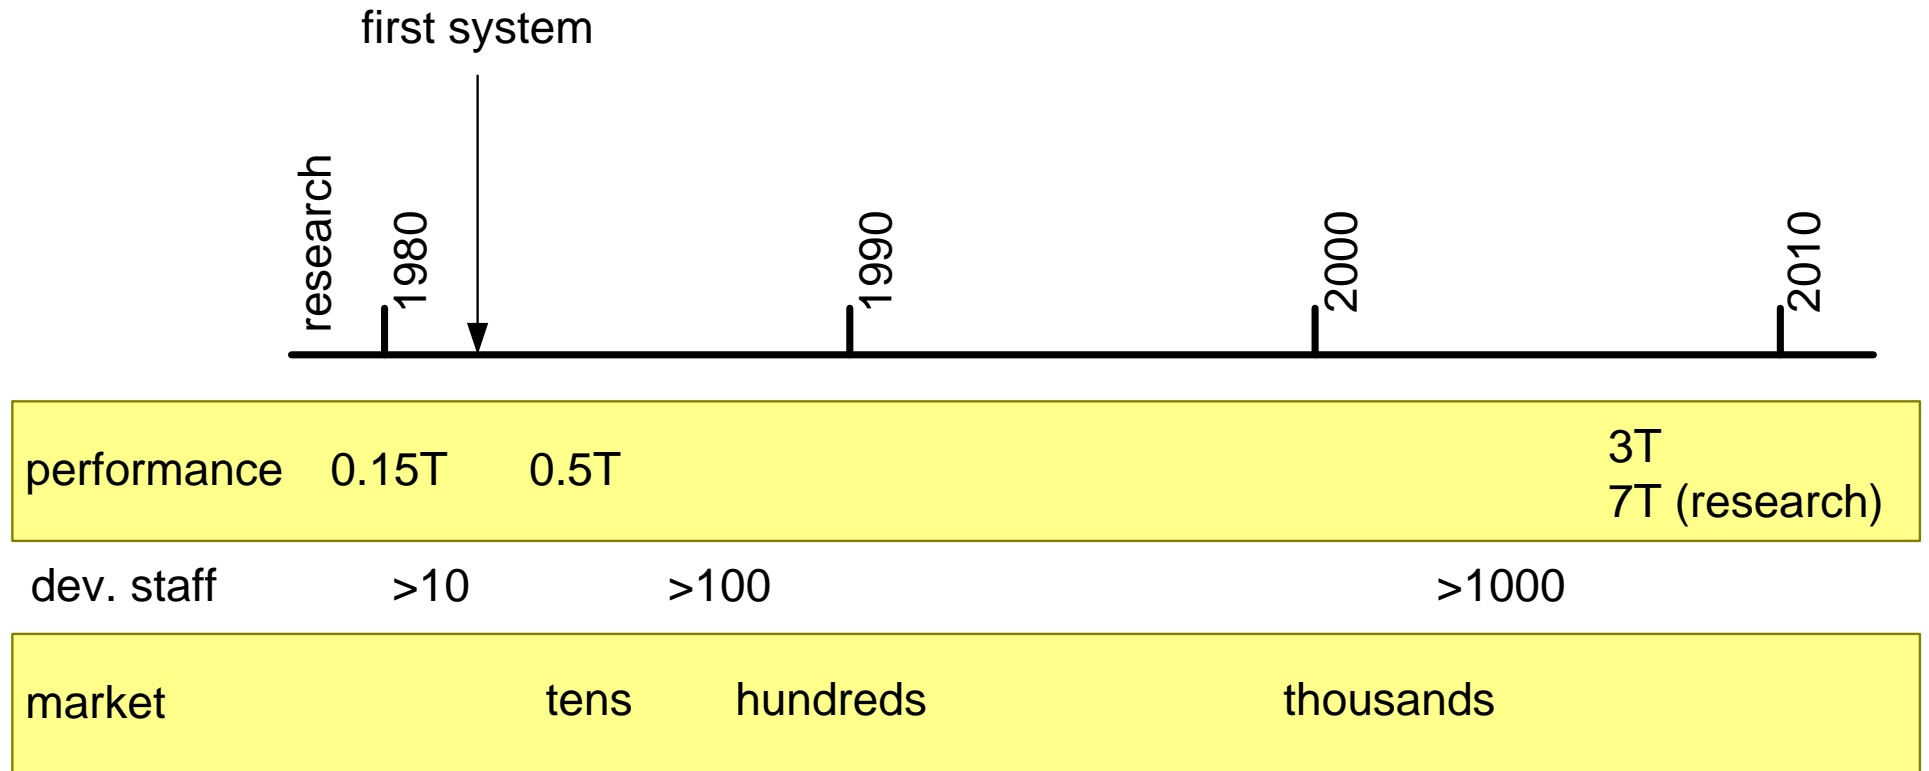 first system
research
1980
1990
2000
2010
performance 0.15T 0.5T 3T
7T (research)
dev. staff >10 >100 >1000
market tens hundreds thousands